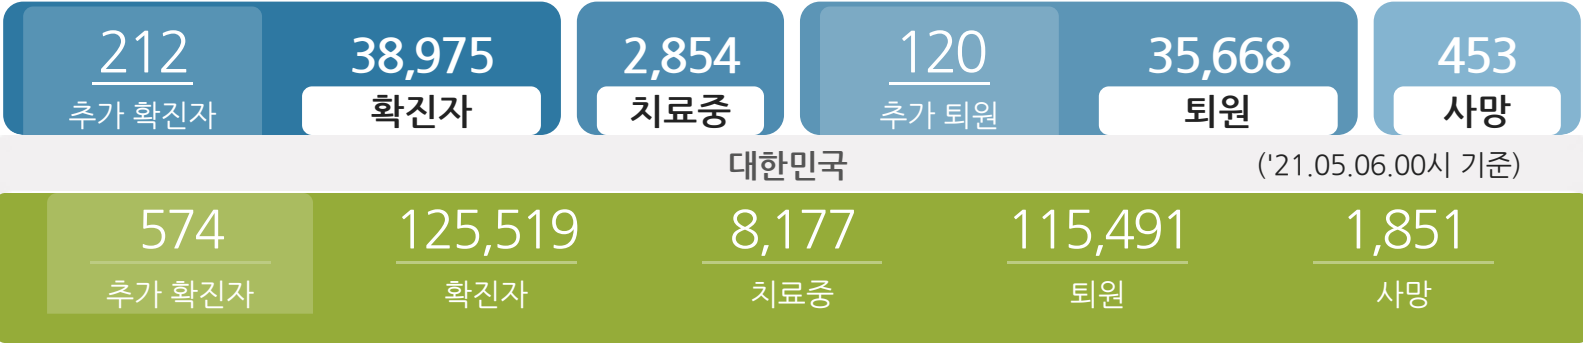 212 38,975 2,854 120 35,668 453
추가 확진자 확진자 치료중 추가 퇴원 퇴원 사망
대한민국 ('21.05.06.00시 기준)
574 125,519 8,177 115,491 1,851
추가 확진자 확진자 치료중 퇴원 사망